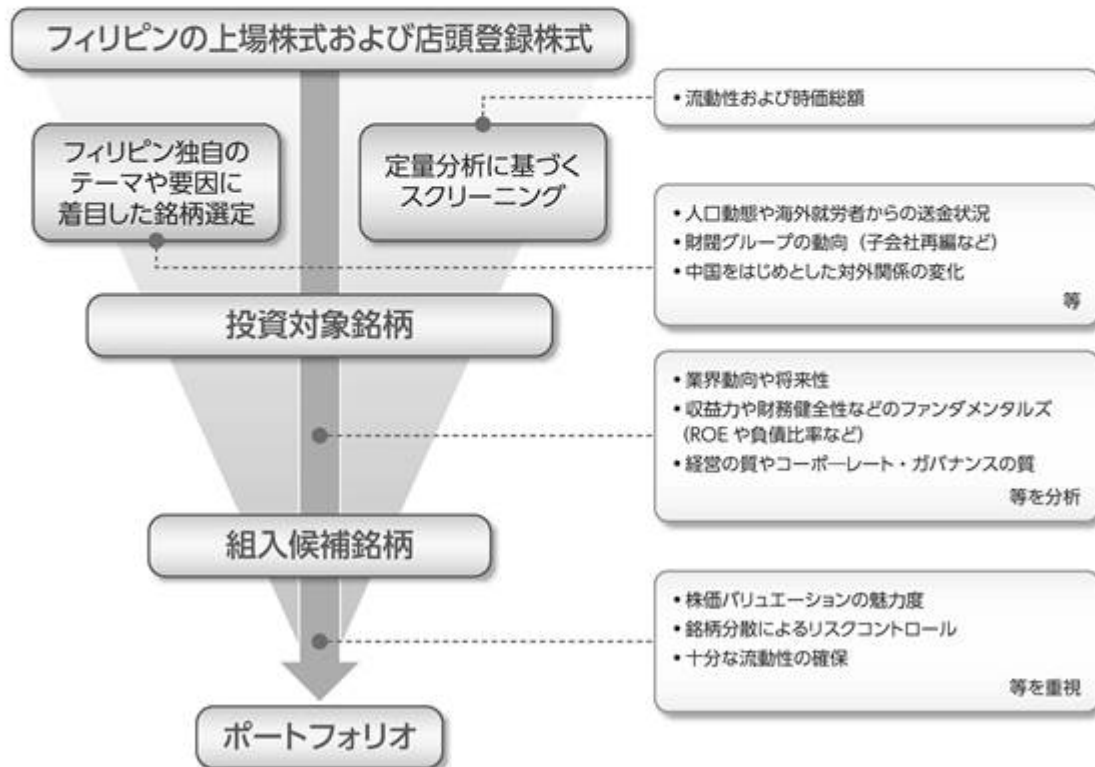 フィリピンの上場株式および店頭登録株式
• 流動性および時価総額
フィリピン独自の
テーマや要因に
着目した銘柄選定
定量分析に基づく
スクリーニング
• 人口動態や海外就労者からの送金状況
• 財閥グループの動向（子会社再編など）
• 中国をはじめとした対外関係の変化
等
投資対象銘柄
• 業界動向や将来性
• 収益力や財務健全性などのファンダメンタルズ
（ROE や負債比率など）
• 経営の質やコーポーレート・ガバナンスの質
等を分析
組入候補銘柄
• 株価バリュエーションの魅力度
• 銘柄分散によるリスクコントロール
• 十分な流動性の確保
等を重視
ポートフォリオ